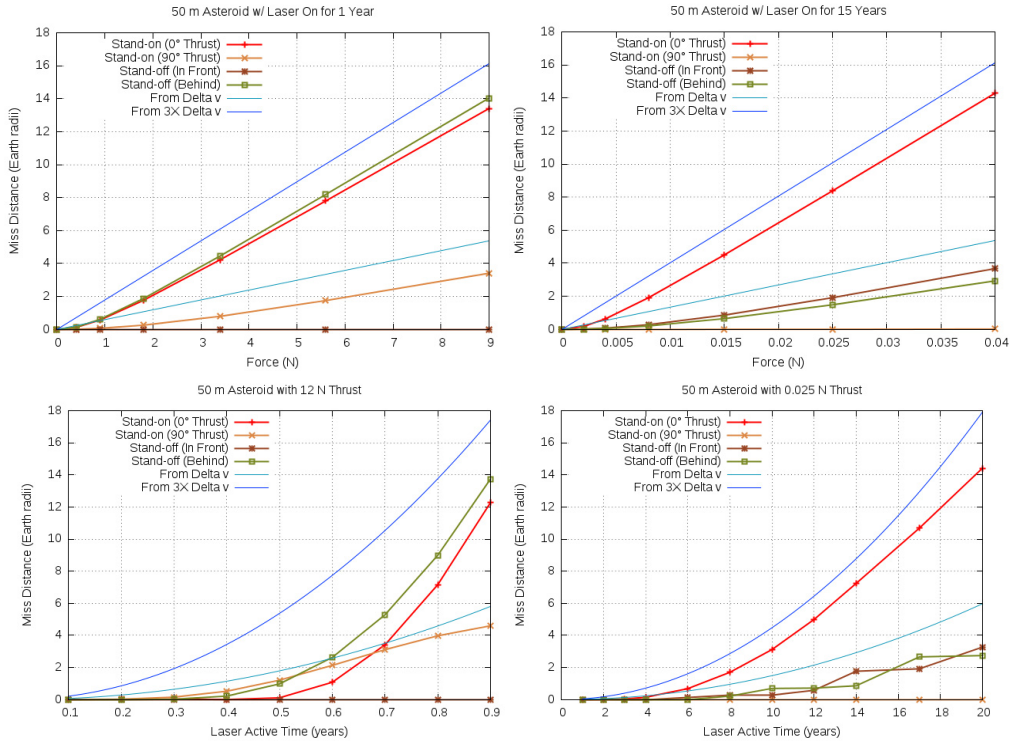 50 m Asteroid w/ Laser On for 1 Year
18
16
14
12
10
8
6
4
2
0
Miss Distance (Earth radii)
Stand-on (0° Thrust)
Stand-on (90° Thrust)
Stand-off (In Front)
Stand-off (Behind)
From Delta v
From 3X Delta v
0 1 2 3 4 5 6 7 8 9
Force (N)
50 m Asteroid w/ Laser On for 15 Years
18
16
14
12
10
8
6
4
2
0
Miss Distance (Earth radii)
Stand-on (0° Thrust)
Stand-on (90° Thrust)
Stand-off (In Front)
Stand-off (Behind)
From Delta v
From 3X Delta v
0 0.005 0.01 0.015 0.02 0.025 0.03 0.035 0.04
Force (N)
50 m Asteroid with 12 N Thrust
18
16
14
12
10
8
6
4
2
0
Miss Distance (Earth radii)
Stand-on (0° Thrust)
Stand-on (90° Thrust)
Stand-off (In Front)
Stand-off (Behind)
From Delta v
From 3X Delta v
0.1 0.2 0.3 0.4 0.5 0.6 0.7 0.8 0.9
Laser Active Time (years)
50 m Asteroid with 0.025 N Thrust
18
16
14
12
10
8
6
4
2
0
Miss Distance (Earth radii)
Stand-on (0° Thrust)
Stand-on (90° Thrust)
Stand-off (In Front)
Stand-off (Behind)
From Delta v
From 3X Delta v
0 2 4 6 8 10 12 14 16 18 20
Laser Active Time (years)